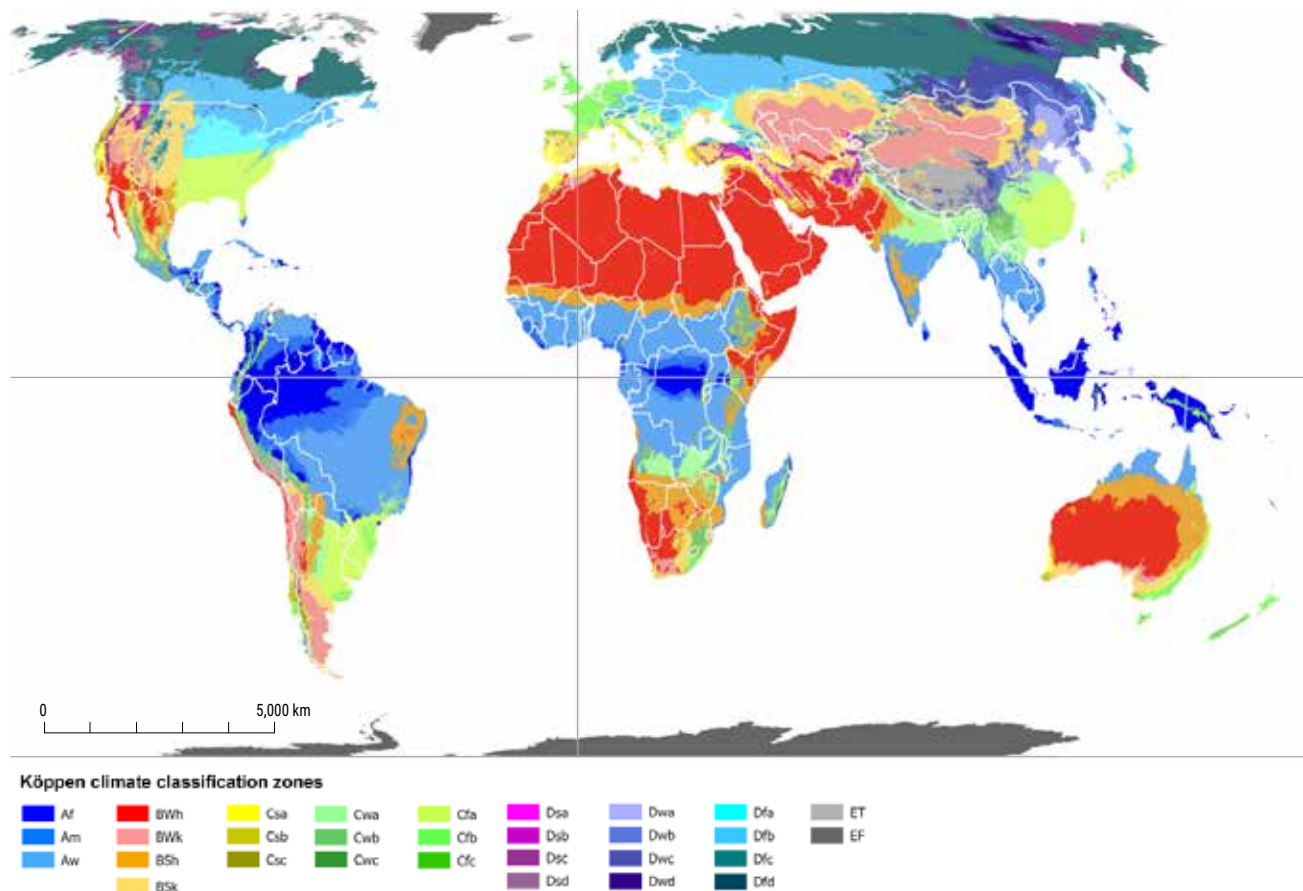 0
5,000 km
Köppen climate classification zones
Af BWh Csa Cwa Cfa Dsa Dwa Dfa ET
Am BWk Csb Cwb Cfb Dsb Dwb Dfb EF
Aw BSh Csc Cwc Cfc Dsc Dwc Dfc
BSk Dsd Dwd Dfd